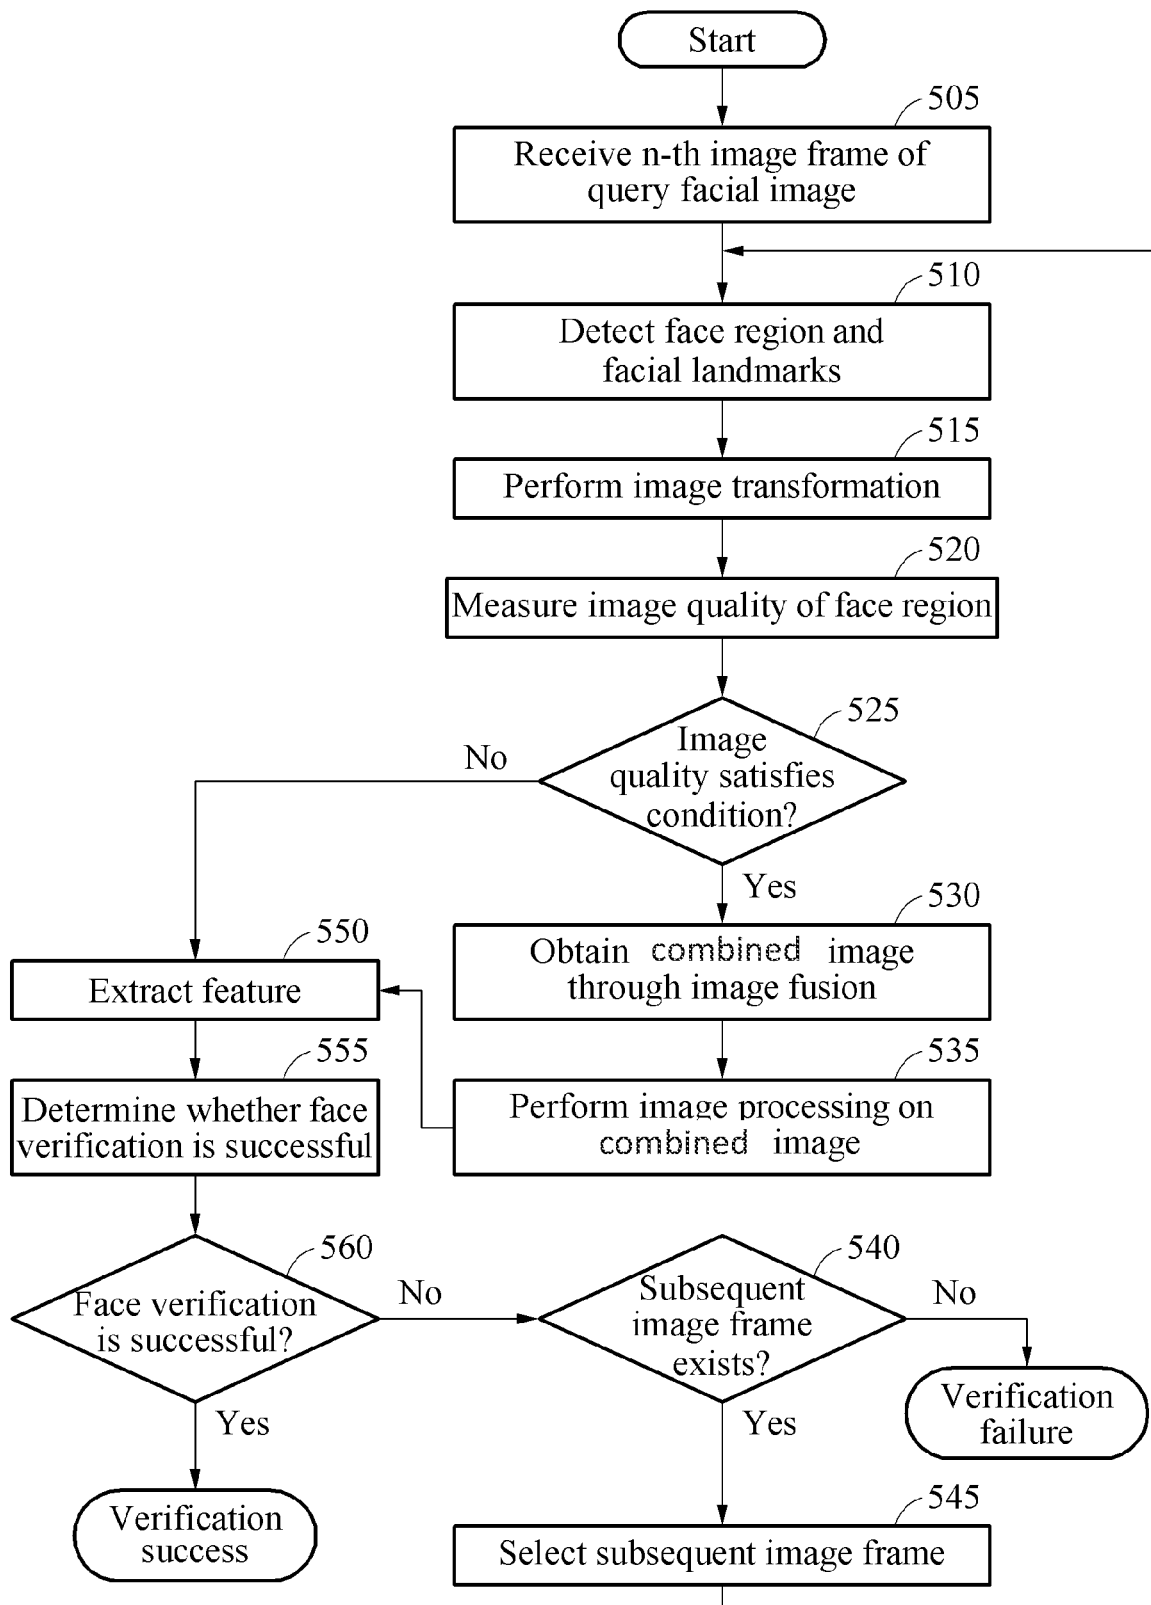 Start
505
Receive n-th image frame of
query facial image
510
Detect face region and
facial landmarks
515
Perform image transformation
520
Measure image quality of face region
525
Image
quality satisfies
condition?
No
Yes
530
Obtain combined image
through image fusion
550
Extract feature
535
Perform image processing on
combined image
555
Determine whether face
verification is successful
560
Face verification
is successful?
No
Yes
540
Subsequent
image frame
exists?
No
Yes
Verification
failure
Verification
success
545
Select subsequent image frame